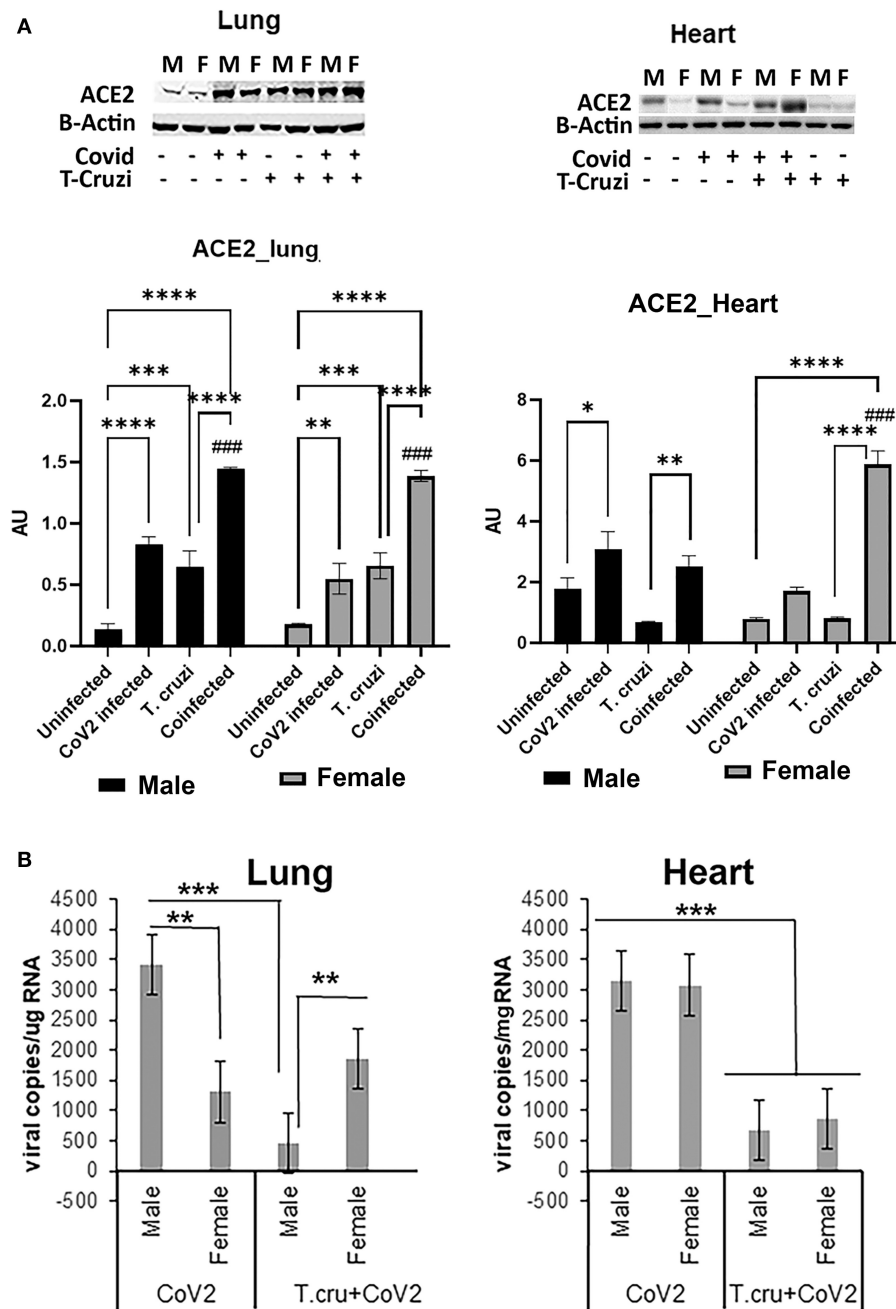 A
Lung
M F M F M F M F
ACE2
B-Actin
Covid - - + + - - + +
T-Cruzi - - - - + + + +
Heart
M F M F M F M F
ACE2
B-Actin
Covid - - + + + + - -
T-Cruzi - - - - + + + +
ACE2_lung
**** ****
*** *** ****
**** ** ****
### ###
AU
2.0
1.5
1.0
0.5
0.0
Uninfected
CoV2 infected
T. cruzi
Coinfected
Uninfected
CoV2 infected
T. cruzi
Coinfected
Male Female
ACE2_Heart
* ****
** **** ###
AU
8
6
4
2
0
Uninfected
CoV2 infected
T. cruzi
Coinfected
Uninfected
CoV2 infected
T. cruzi
Coinfected
Male Female
B
Lung
viral copies/ug RNA
4500
4000
3500
3000
2500
2000
1500
1000
500
0
-500
***
**
**
Male Female Male Female
CoV2 T.cru+CoV2
Heart
viral copies/mg RNA
4500
4000
3500
3000
2500
2000
1500
1000
500
0
-500
***
Male Female Male Female
CoV2 T.cru+CoV2